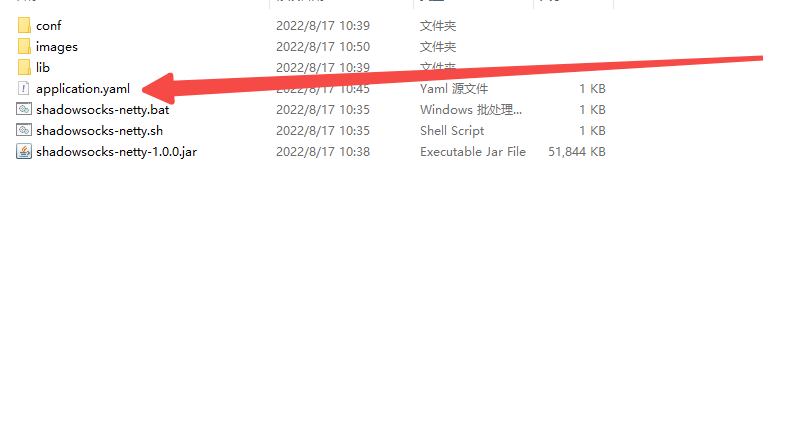 conf 2022/8/17 10:39 文件夹
images 2022/8/17 10:50 文件夹
lib 2022/8/17 10:39 文件夹
application.yaml 2022/8/17 10:45 Yaml 源文件 1 KB
shadowsocks-netty.bat 2022/8/17 10:35 Windows 批处理... 1 KB
shadowsocks-netty.sh 2022/8/17 10:35 Shell Script 1 KB
shadowsocks-netty-1.0.0.jar 2022/8/17 10:38 Executable Jar File 51,844 KB